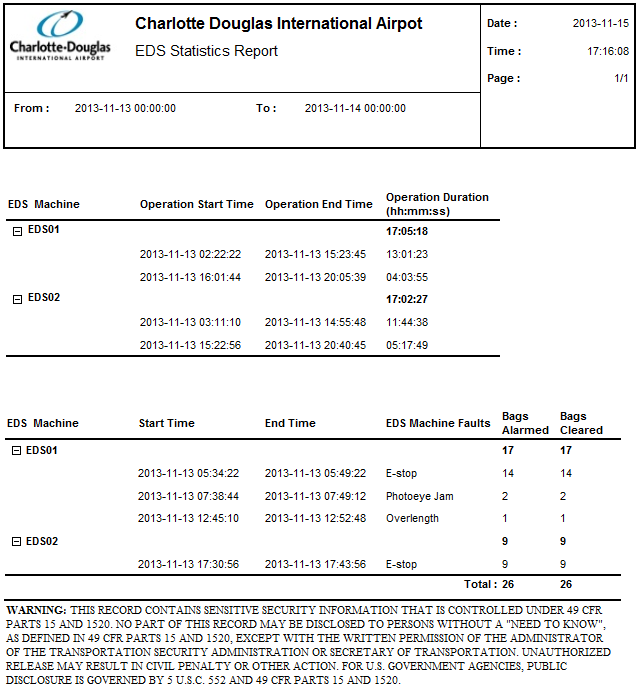 Charlotte-Douglas
INTERNATIONAL AIRPORT
Charlotte Douglas International Airpot
EDS Statistics Report
Date : 2013-11-15
Time : 17:16:08
Page : 1/1
From : 2013-11-13 00:00:00 To : 2013-11-14 00:00:00
EDS Machine Operation Start Time Operation End Time Operation Duration
(hh:mm:ss)
EDS01 17:05:18
2013-11-13 02:22:22 2013-11-13 15:23:45 13:01:23
2013-11-13 16:01:44 2013-11-13 20:05:39 04:03:55
EDS02 17:02:27
2013-11-13 03:11:10 2013-11-13 14:55:48 11:44:38
2013-11-13 15:22:56 2013-11-13 20:40:45 05:17:49
EDS Machine Start Time End Time EDS Machine Faults Bags Alarmed Bags Cleared
EDS01 17 17
2013-11-13 05:34:22 2013-11-13 05:49:22 E-stop 14 14
2013-11-13 07:38:44 2013-11-13 07:49:12 Photoeye Jam 2 2
2013-11-13 12:45:10 2013-11-13 12:52:48 Overlength 1 1
EDS02 9 9
2013-11-13 17:30:56 2013-11-13 17:43:56 E-stop 9 9
Total : 26 26
WARNING: THIS RECORD CONTAINS SENSITIVE SECURITY INFORMATION THAT IS CONTROLLED UNDER 49 CFR
PARTS 15 AND 1520. NO PART OF THIS RECORD MAY BE DISCLOSED TO PERSONS WITHOUT A "NEED TO KNOW",
AS DEFINED IN 49 CFR PARTS 15 AND 1520, EXCEPT WITH THE WRITTEN PERMISSION OF THE ADMINISTRATOR
OF THE TRANSPORTATION SECURITY ADMINISTRATION OR SECRETARY OF TRANSPORTATION. UNAUTHORIZED
RELEASE MAY RESULT IN CIVIL PENALTY OR OTHER ACTION. FOR U.S. GOVERNMENT AGENCIES, PUBLIC
DISCLOSURE IS GOVERNED BY 5 U.S.C. 552 AND 49 CFR PARTS 15 AND 1520.